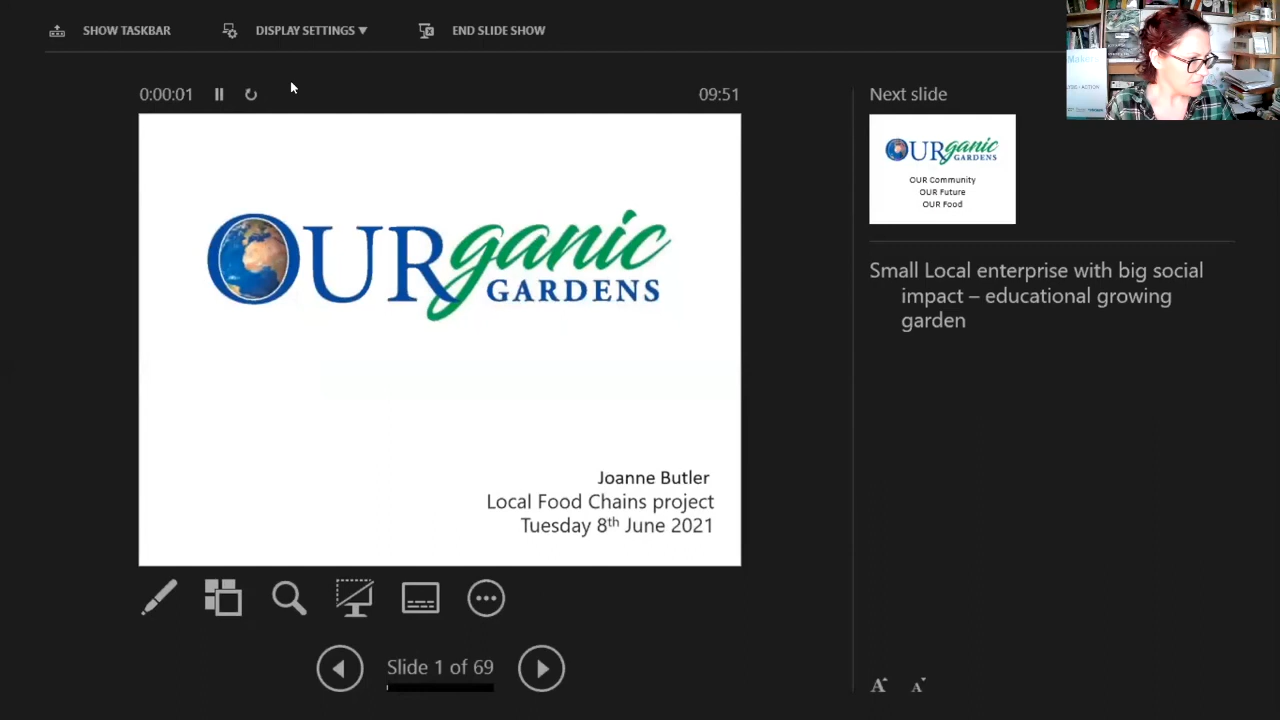 SHOW TASKBAR
DISPLAY SETTINGS
END SLIDE SHOW
0:00:01
09:51
OURganic
GARDENS
Joanne Butler
Local Food Chains project
Tuesday 8th June 2021
Slide 1 of 69
Next slide
OURganic
GARDENS
OUR Community
OUR Future
OUR Food
Small Local enterprise with big social
impact – educational growing
garden
A A
Makers